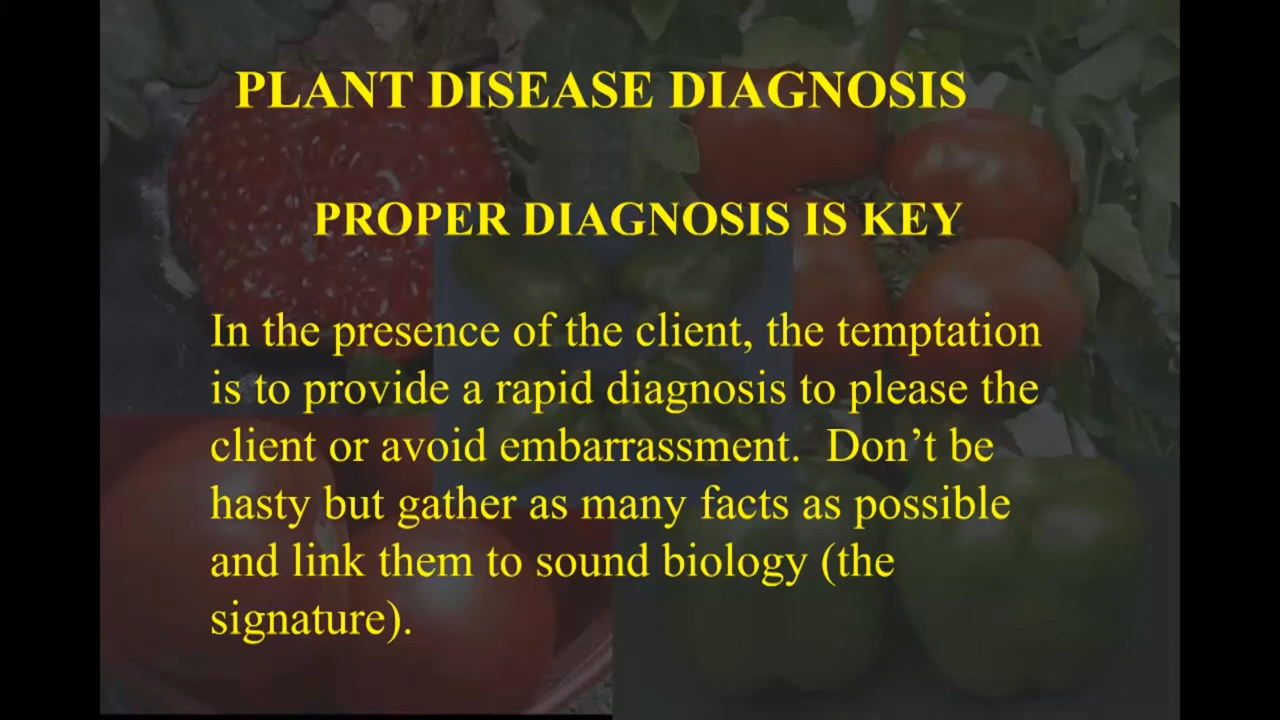 PLANT DISEASE DIAGNOSIS
PROPER DIAGNOSIS IS KEY
In the presence of the client, the temptation
is to provide a rapid diagnosis to please the
client or avoid embarrassment.  Don’t be
hasty but gather as many facts as possible
and link them to sound biology (the
signature).